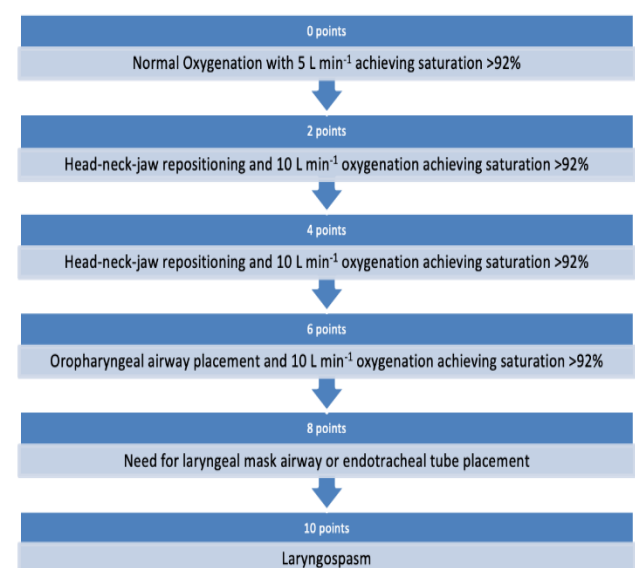 0 points
Normal Oxygenation with 5 L min⁻¹ achieving saturation >92%
2 points
Head-neck-jaw repositioning and 10 L min⁻¹ oxygenation achieving saturation >92%
4 points
Head-neck-jaw repositioning and 10 L min⁻¹ oxygenation achieving saturation >92%
6 points
Oropharyngeal airway placement and 10 L min⁻¹ oxygenation achieving saturation >92%
8 points
Need for laryngeal mask airway or endotracheal tube placement
10 points
Laryngospasm